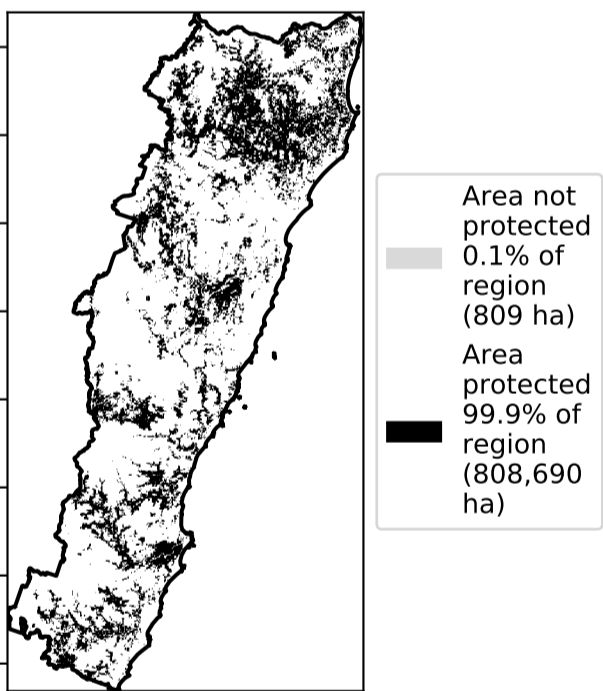 Area not
protected
0.1% of
region
(809 ha)
Area
protected
99.9% of
region
(808,690
ha)